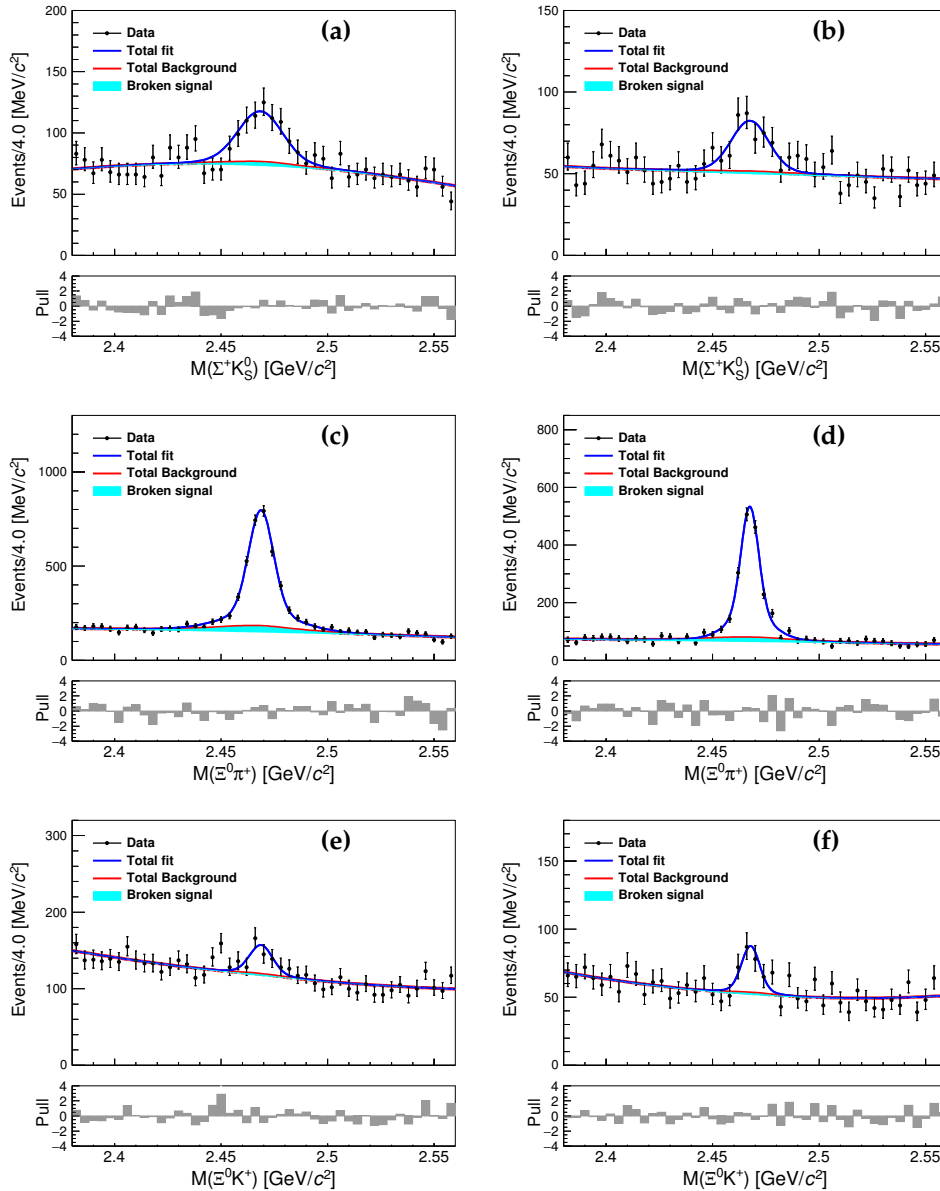 (a)
Data
Total fit
Total Background
Broken signal
Events/4.0 [MeV/c²]
200
150
100
50
0
Pull
4
2
0
−2
−4
2.4 2.45 2.5 2.55
M(Σ⁺K⁰_S) [GeV/c²]
(b)
Data
Total fit
Total Background
Broken signal
Events/4.0 [MeV/c²]
150
100
50
0
Pull
4
2
0
−2
−4
2.4 2.45 2.5 2.55
M(Σ⁺K⁰_S) [GeV/c²]
(c)
Data
Total fit
Total Background
Broken signal
Events/4.0 [MeV/c²]
1000
500
0
Pull
4
2
0
−2
−4
2.4 2.45 2.5 2.55
M(Ξ⁰π⁺) [GeV/c²]
(d)
Data
Total fit
Total Background
Broken signal
Events/4.0 [MeV/c²]
800
600
400
200
0
Pull
4
2
0
−2
−4
2.4 2.45 2.5 2.55
M(Ξ⁰π⁺) [GeV/c²]
(e)
Data
Total fit
Total Background
Broken signal
Events/4.0 [MeV/c²]
300
200
100
0
Pull
4
2
0
−2
−4
2.4 2.45 2.5 2.55
M(Ξ⁰K⁺) [GeV/c²]
(f)
Data
Total fit
Total Background
Broken signal
Events/4.0 [MeV/c²]
150
100
50
0
Pull
4
2
0
−2
−4
2.4 2.45 2.5 2.55
M(Ξ⁰K⁺) [GeV/c²]